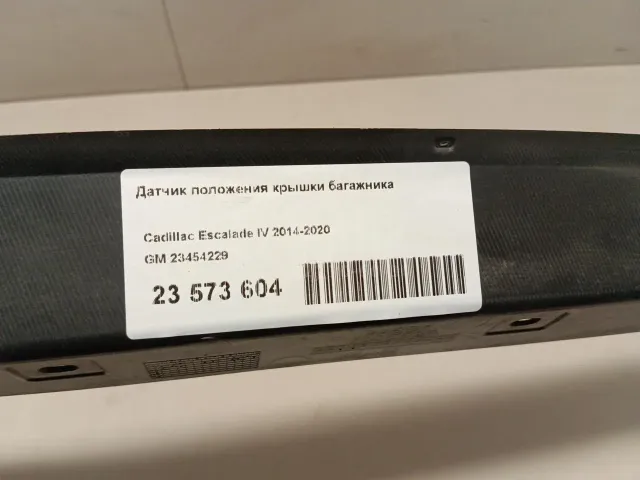 Датчик положения крышки багажника
Cadillac Escalade IV 2014-2020
GM 23454229
23 573 604